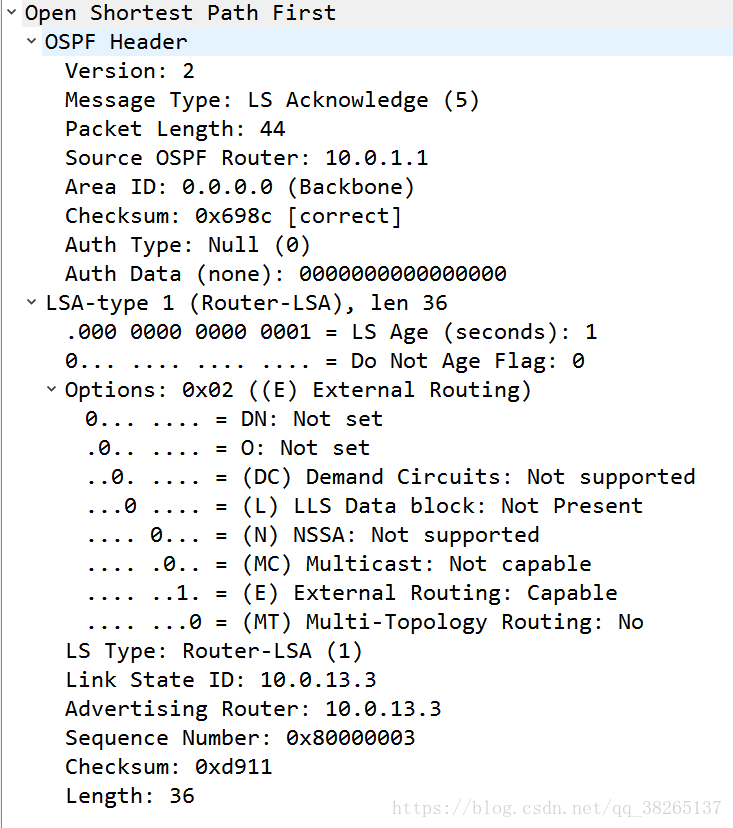 Open Shortest Path First
OSPF Header
Version: 2
Message Type: LS Acknowledge (5)
Packet Length: 44
Source OSPF Router: 10.0.1.1
Area ID: 0.0.0.0 (Backbone)
Checksum: 0x698c [correct]
Auth Type: Null (0)
Auth Data (none): 0000000000000000
LSA-type 1 (Router-LSA), len 36
.000 0000 0000 0001 = LS Age (seconds): 1
0... .... .... .... = Do Not Age Flag: 0
Options: 0x02 ((E) External Routing)
0... .... = DN: Not set
.0.. .... = O: Not set
..0. .... = (DC) Demand Circuits: Not supported
...0 .... = (L) LLS Data block: Not Present
.... 0... = (N) NSSA: Not supported
.... .0.. = (MC) Multicast: Not capable
.... ..1. = (E) External Routing: Capable
.... ...0 = (MT) Multi-Topology Routing: No
LS Type: Router-LSA (1)
Link State ID: 10.0.13.3
Advertising Router: 10.0.13.3
Sequence Number: 0x80000003
Checksum: 0xd911
Length: 36
https://blog.csdn.net/qq_38265137